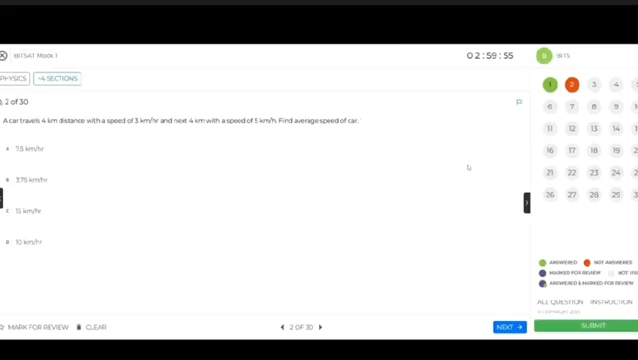 BITSAT Mock 1
02:59:55
B
BITS
PHYSICS
+4 SECTIONS
2 of 30
A car travels 4 km distance with a speed of 3 km/hr and next 4 km with a speed of 5 km/h. Find average speed of car.
A 7.5 km/hr
B 3.75 km/hr
C 15 km/hr
D 10 km/hr
1 2 3 4
6 7 8 9
11 12 13 14
16 17 18 19
21 22 23 24
26 27 28 29
ANSWERED
NOT ANSWERED
MARKED FOR REVIEW
ANSWERED & MARKED FOR REVIEW
ALL QUESTION
INSTRUCTION
MARK FOR REVIEW
CLEAR
2 OF 30
NEXT
SUBMIT